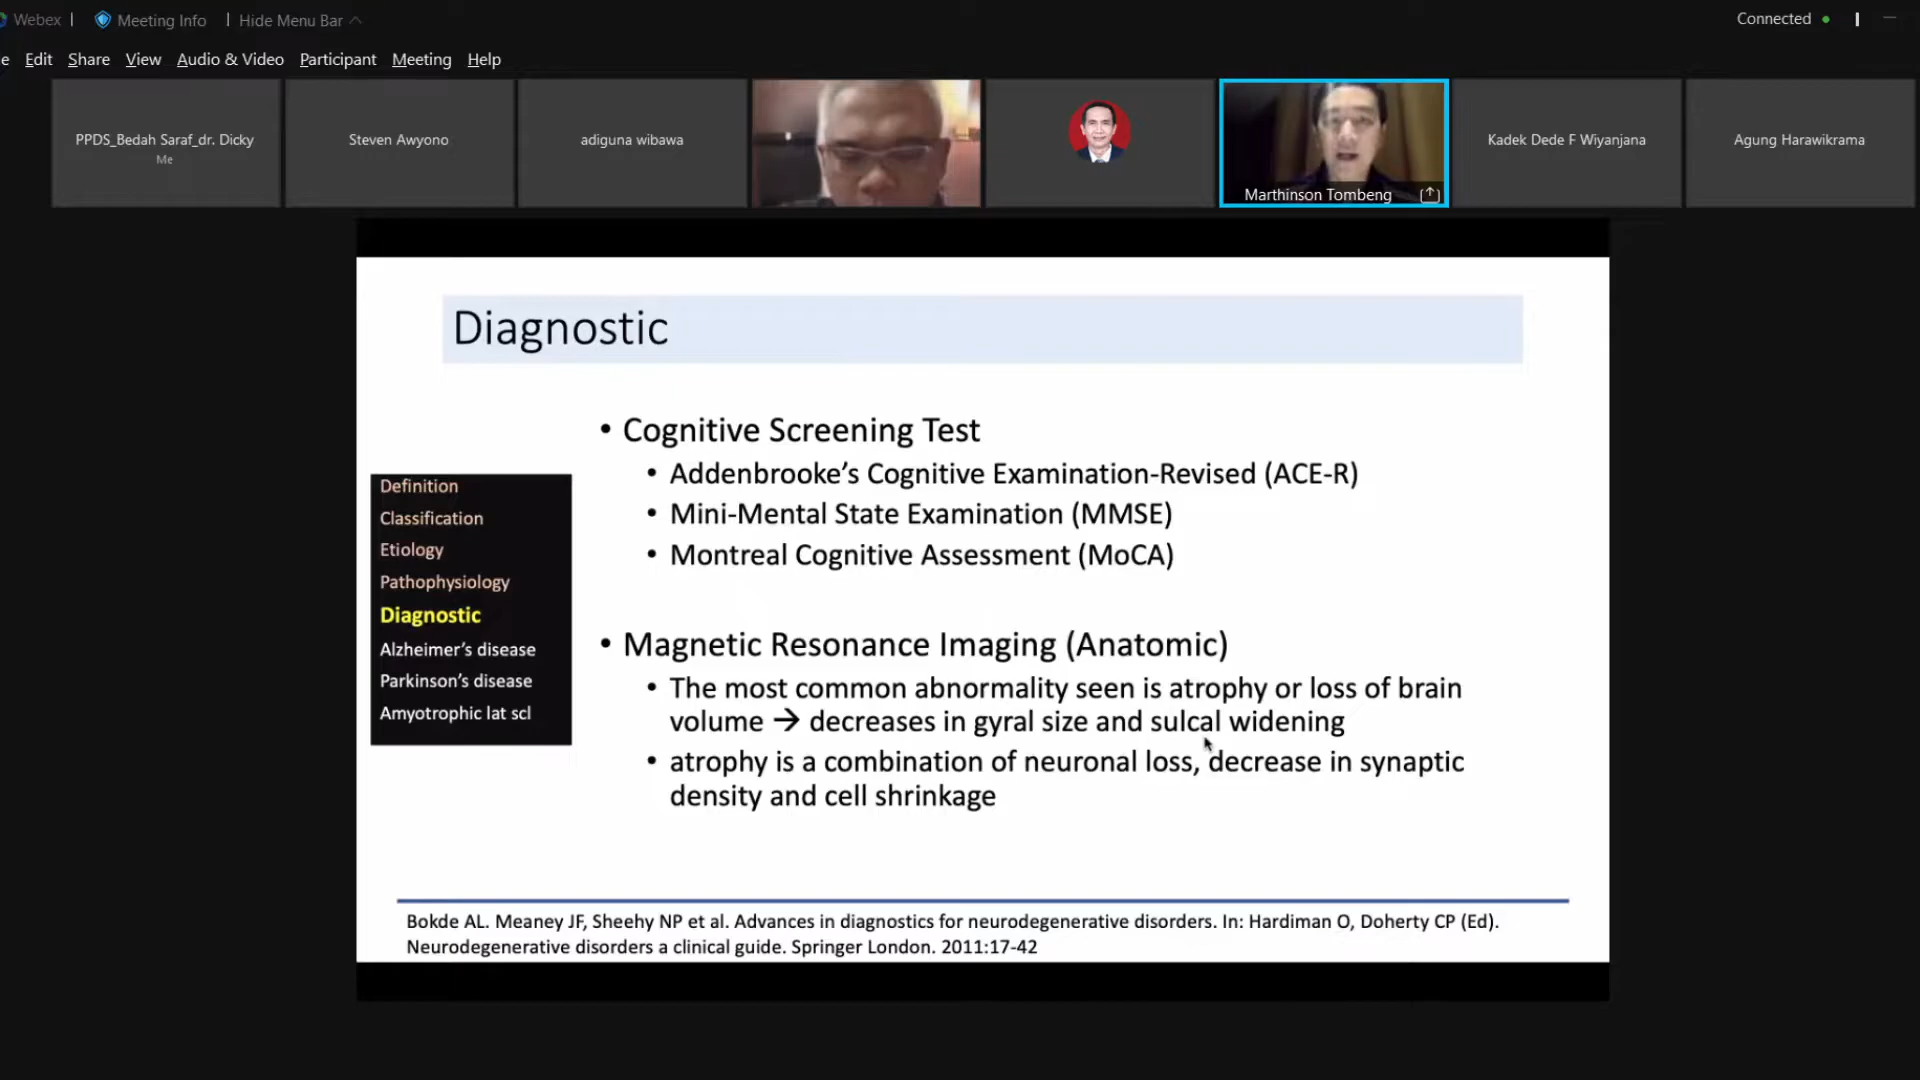 Webex
Meeting Info
Hide Menu Bar
Connected
e Edit Share View Audio & Video Participant Meeting Help
PPDS_Bedah Saraf_dr. Dicky
Me
Steven Awyono
adiguna wibawa
Marthinson Tombeng
Kadek Dede F Wiyanjana
Agung Harawikrama
Diagnostic
Definition
Classification
Etiology
Pathophysiology
Diagnostic
Alzheimer's disease
Parkinson's disease
Amyotrophic lat scl
• Cognitive Screening Test
• Addenbrooke's Cognitive Examination-Revised (ACE-R)
• Mini-Mental State Examination (MMSE)
• Montreal Cognitive Assessment (MoCA)
• Magnetic Resonance Imaging (Anatomic)
• The most common abnormality seen is atrophy or loss of brain
volume → decreases in gyral size and sulcal widening
• atrophy is a combination of neuronal loss, decrease in synaptic
density and cell shrinkage
Bokde AL. Meaney JF, Sheehy NP et al. Advances in diagnostics for neurodegenerative disorders. In: Hardiman O, Doherty CP (Ed).
Neurodegenerative disorders a clinical guide. Springer London. 2011:17-42